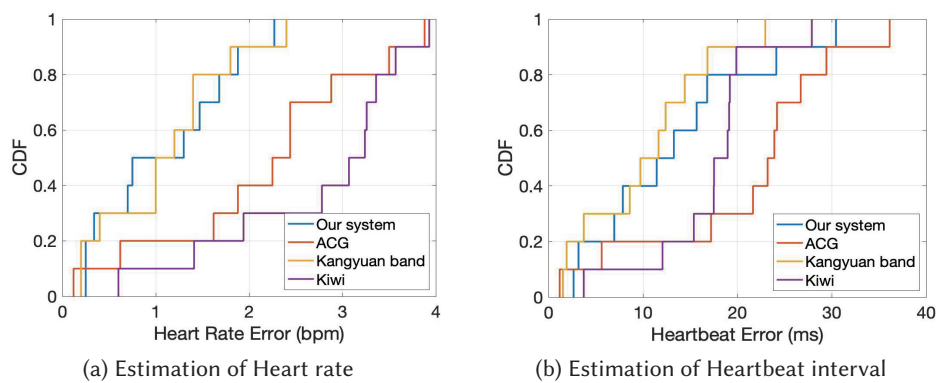 1
0.8
0.6
0.4
0.2
0
CDF
0 1 2 3 4
Heart Rate Error (bpm)
Our system
ACG
Kangyuan band
Kiwi
(a) Estimation of Heart rate
1
0.8
0.6
0.4
0.2
0
CDF
0 10 20 30 40
Heartbeat Error (ms)
Our system
ACG
Kangyuan band
Kiwi
(b) Estimation of Heartbeat interval